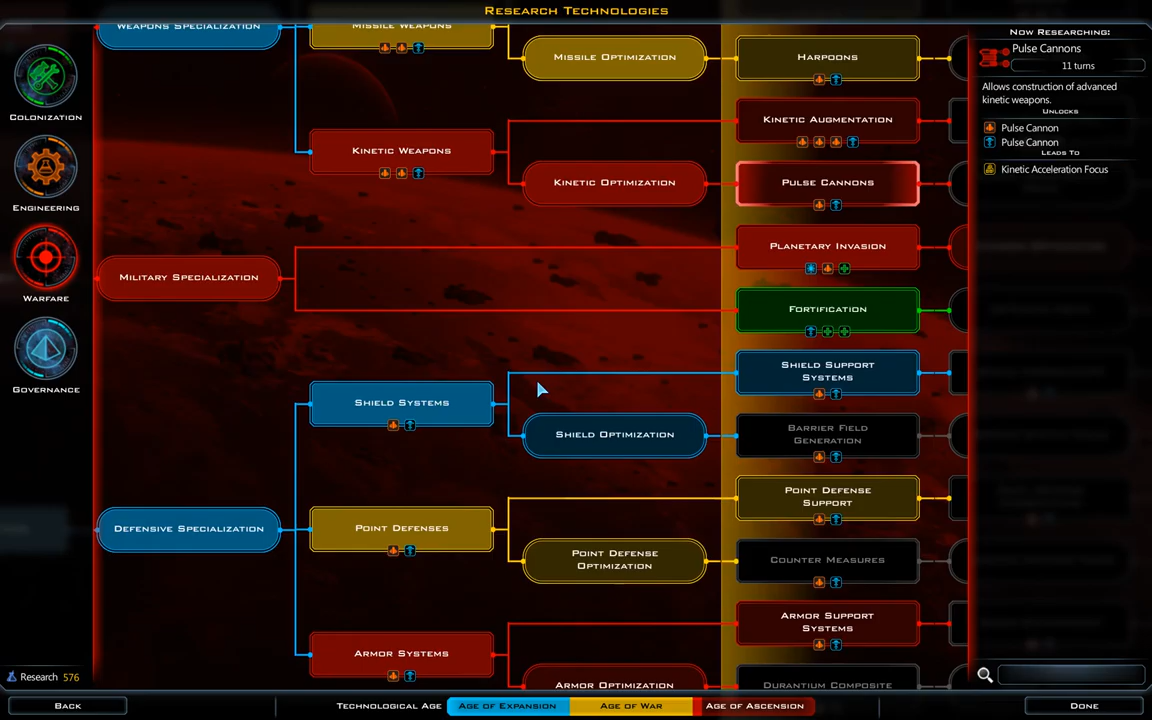 RESEARCH TECHNOLOGIES
COLONIZATION
ENGINEERING
WARFARE
GOVERNANCE
Research 576
WEAPONS SPECIALIZATION
MILITARY SPECIALIZATION
DEFENSIVE SPECIALIZATION
MISSILE WEAPONS
KINETIC WEAPONS
SHIELD SYSTEMS
POINT DEFENSES
ARMOR SYSTEMS
MISSILE OPTIMIZATION
KINETIC OPTIMIZATION
SHIELD OPTIMIZATION
POINT DEFENSE
OPTIMIZATION
ARMOR OPTIMIZATION
HARPOONS
KINETIC AUGMENTATION
PULSE CANNONS
PLANETARY INVASION
FORTIFICATION
SHIELD SUPPORT
SYSTEMS
BARRIER FIELD
GENERATION
POINT DEFENSE
SUPPORT
COUNTER MEASURES
ARMOR SUPPORT
SYSTEMS
DURANTIUM COMPOSITE
NOW RESEARCHING:
Pulse Cannons
11 turns
Allows construction of advanced
kinetic weapons.
UNLOCKS
Pulse Cannon
Pulse Cannon
LEADS TO
Kinetic Acceleration Focus
BACK
TECHNOLOGICAL AGE
AGE OF EXPANSION
AGE OF WAR
AGE OF ASCENSION
DONE